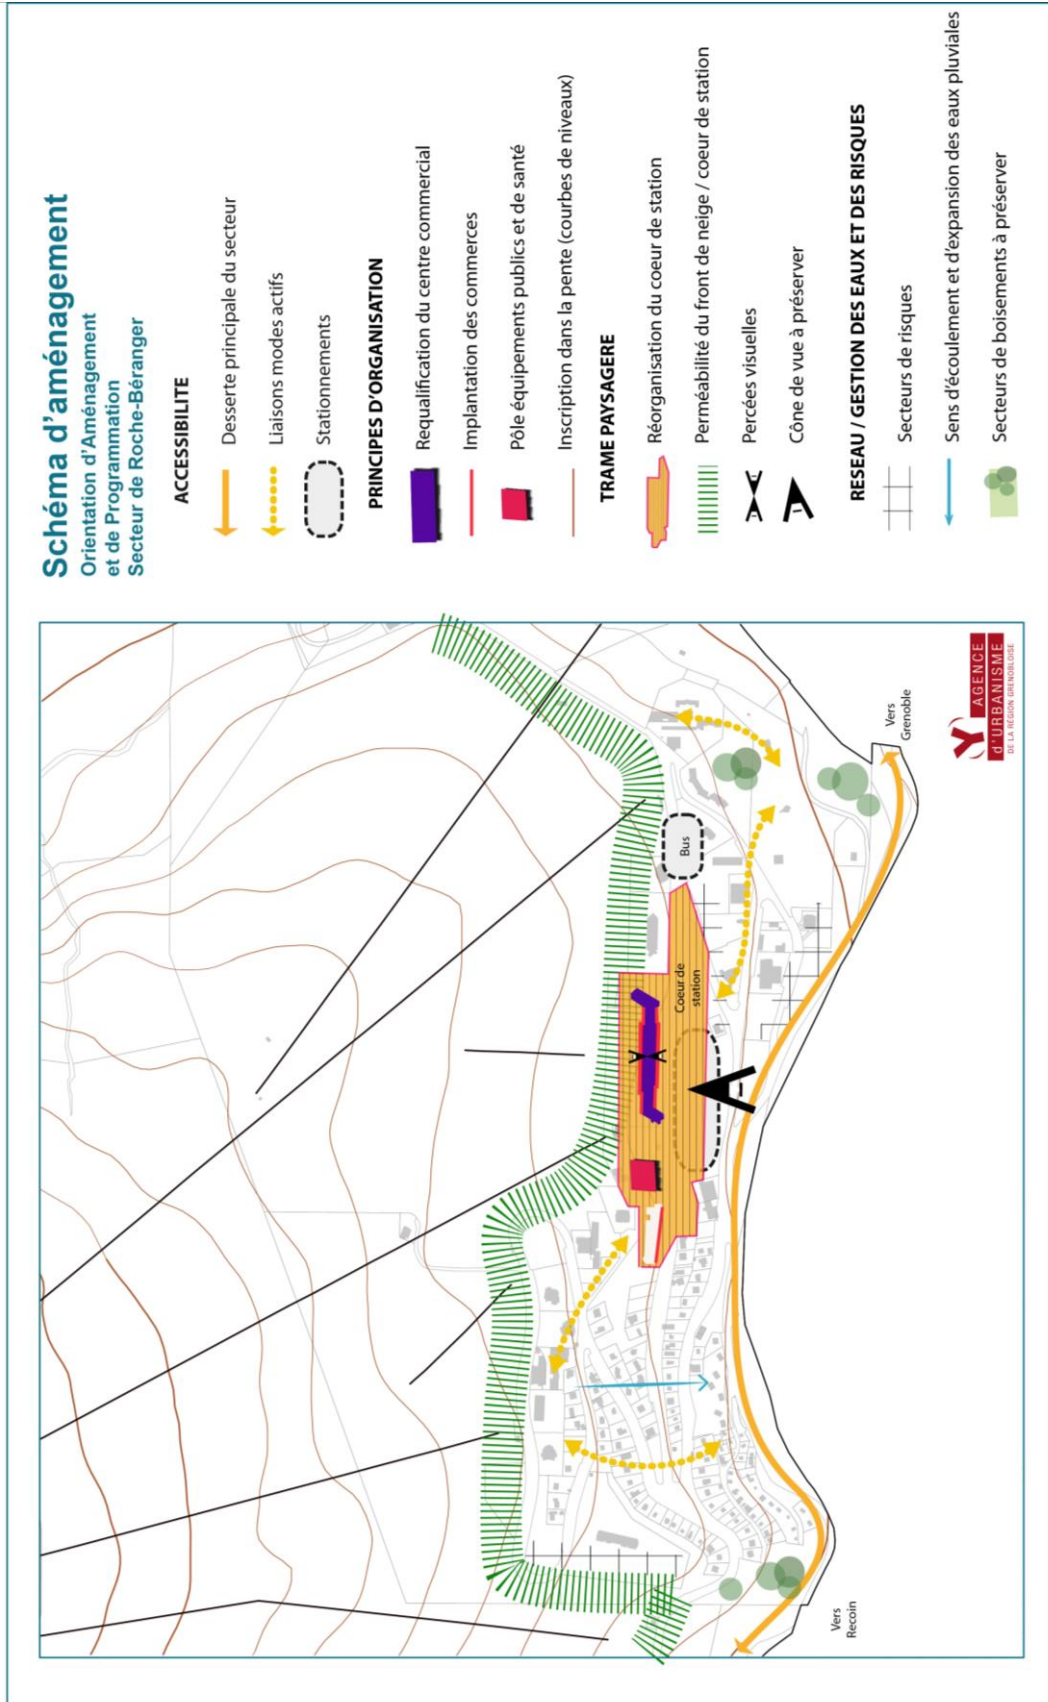 Schéma d'aménagement
Orientation d'Aménagement
et de Programmation
Secteur de Roche-Béranger
ACCESSIBILITE
Desserte principale du secteur
Liaisons modes actifs
Stationnements
PRINCIPES D'ORGANISATION
Requalification du centre commercial
Implantation des commerces
Pôle équipements publics et de santé
Inscription dans la pente (courbes de niveaux)
TRAME PAYSAGERE
Réorganisation du coeur de station
Perméabilité du front de neige / coeur de station
Percées visuelles
Cône de vue à préserver
RESEAU / GESTION DES EAUX ET DES RISQUES
Secteurs de risques
Sens d'écoulement et d'expansion des eaux pluviales
Secteurs de boisements à préserver
Bus
Coeur de
station
Vers
Grenoble
Vers
Recoin
AGENCE
d'URBANISME
DE LA RÉGION GRENOBLOISE